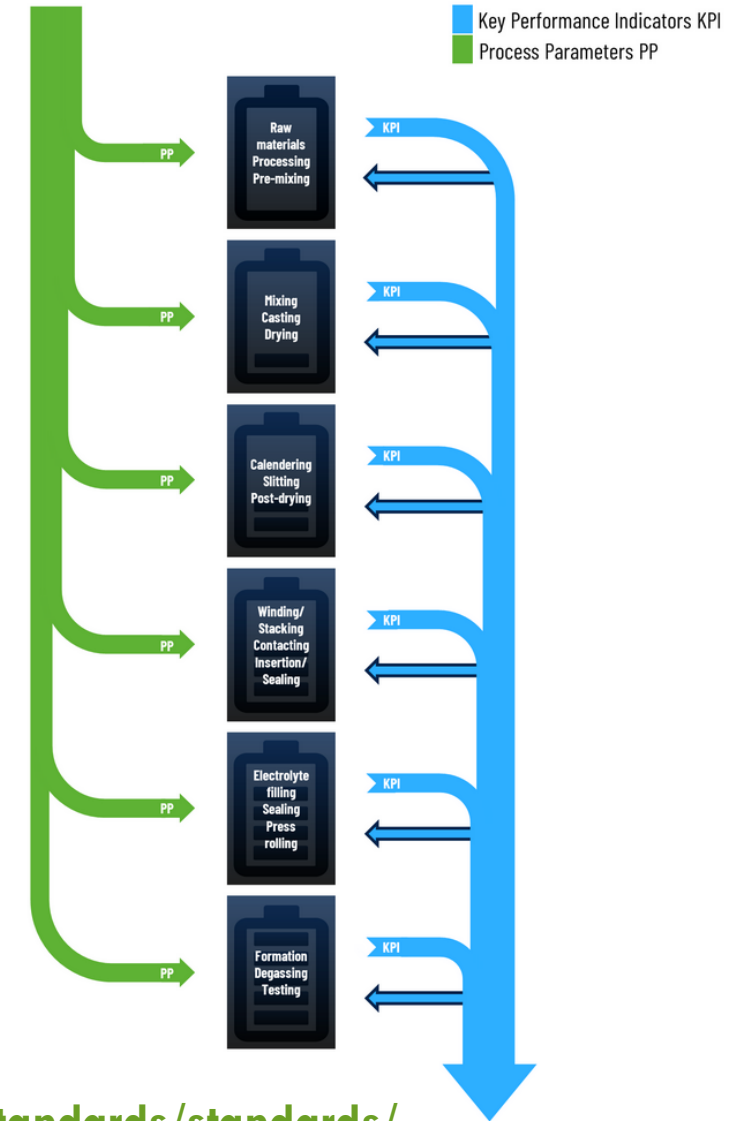 Key Performance Indicators KPI
Process Parameters PP
Raw
materials
Processing
Pre-mixing
KPI
PP
Mixing
Casting
Drying
KPI
PP
Calendering
Slitting
Post-drying
KPI
PP
Winding/
Stacking
Contacting
Insertion/
Sealing
KPI
PP
Electrolyte
filling
Sealing
Press
rolling
KPI
PP
Formation
Degassing
Testing
KPI
PP
tandards/standards/